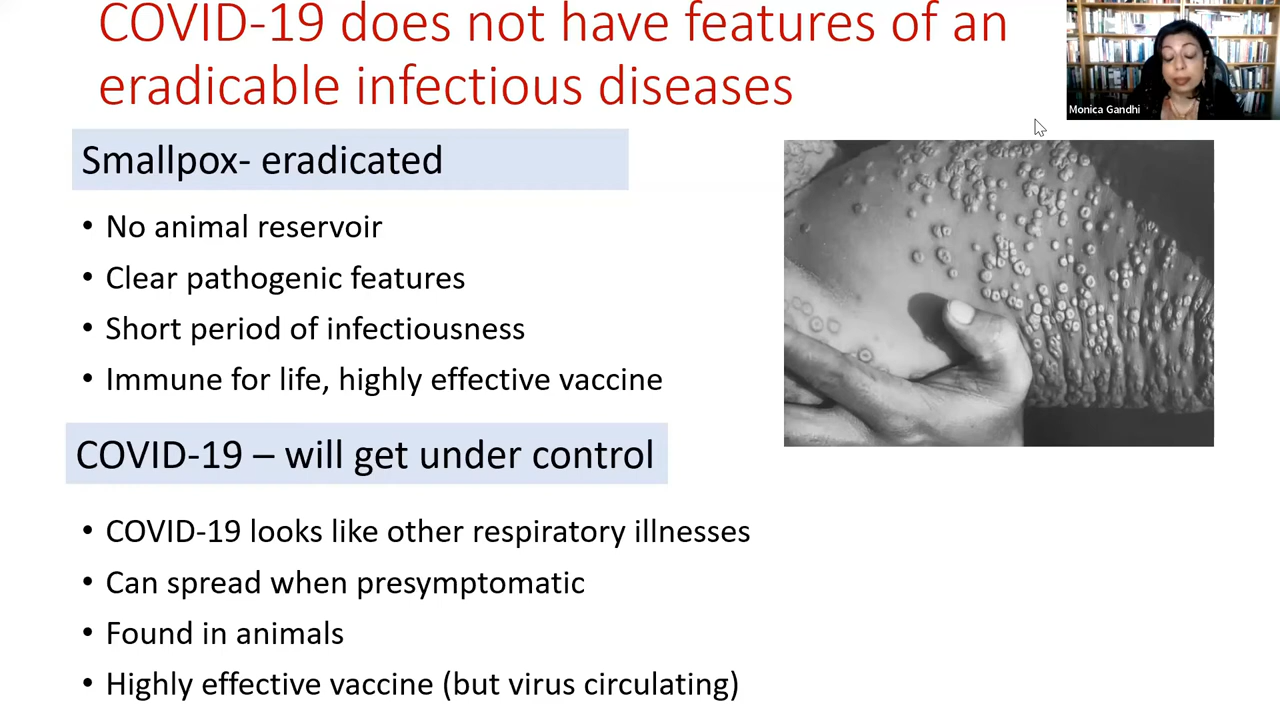 COVID-19 does not have features of an
eradicable infectious diseases
Monica Gandhi
Smallpox- eradicated
• No animal reservoir
• Clear pathogenic features
• Short period of infectiousness
• Immune for life, highly effective vaccine
COVID-19 – will get under control
• COVID-19 looks like other respiratory illnesses
• Can spread when presymptomatic
• Found in animals
• Highly effective vaccine (but virus circulating)